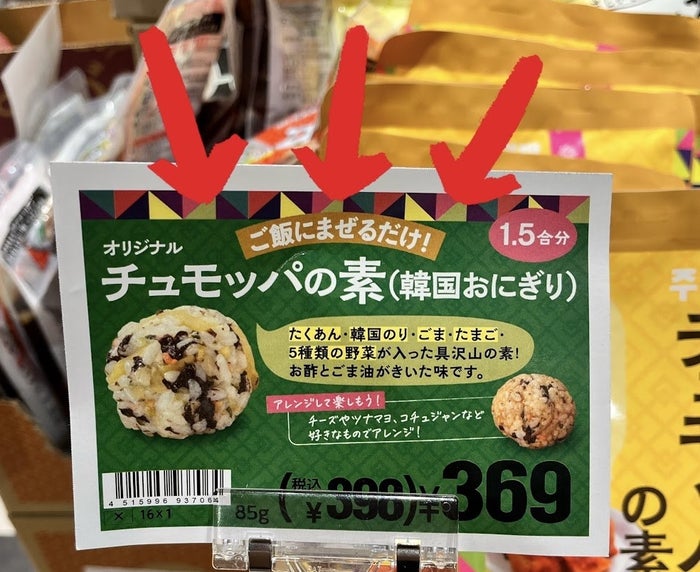 ご飯にまぜるだけ!
1.5合分
オリジナル
チュモッパの素(韓国おにぎり)
たくあん・韓国のり・ごま・たまご・
5種類の野菜が入った具沢山の素!
お酢とごま油がきいた味です。
アレンジして楽しもう!
チーズやツナマヨ、コチュジャンなど
好きなものでアレンジ!
4 515996 937064
× 16×1
85g
(税込¥398)¥369
の素